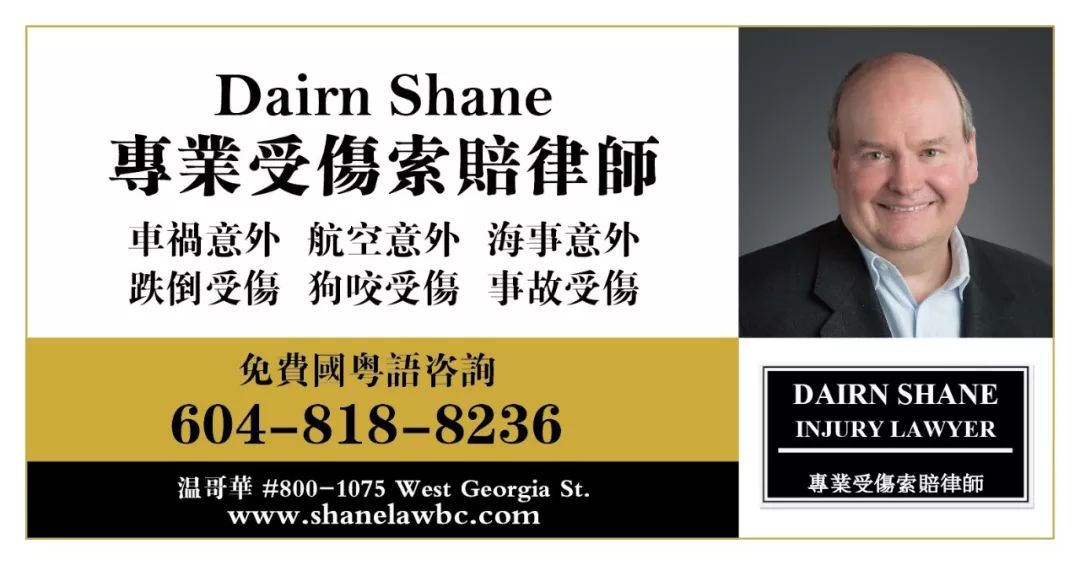 Dairn Shane
專業受傷索賠律師
車禍意外 航空意外 海事意外
跌倒受傷 狗咬受傷 事故受傷
免費國粵語咨詢
604-818-8236
温哥華 #800-1075 West Georgia St.
www.shanelawbc.com
DAIRN SHANE
INJURY LAWYER
專業受傷索賠律師